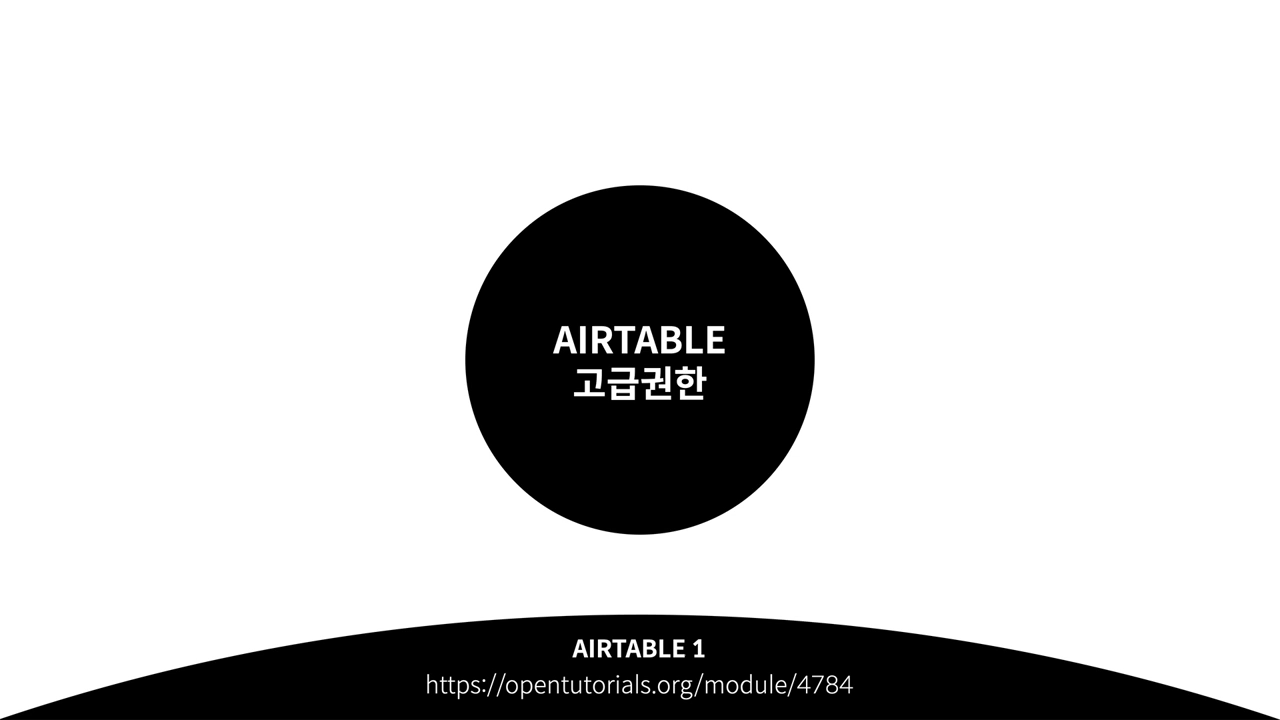 AIRTABLE
고급권한
AIRTABLE 1
https://opentutorials.org/module/4784